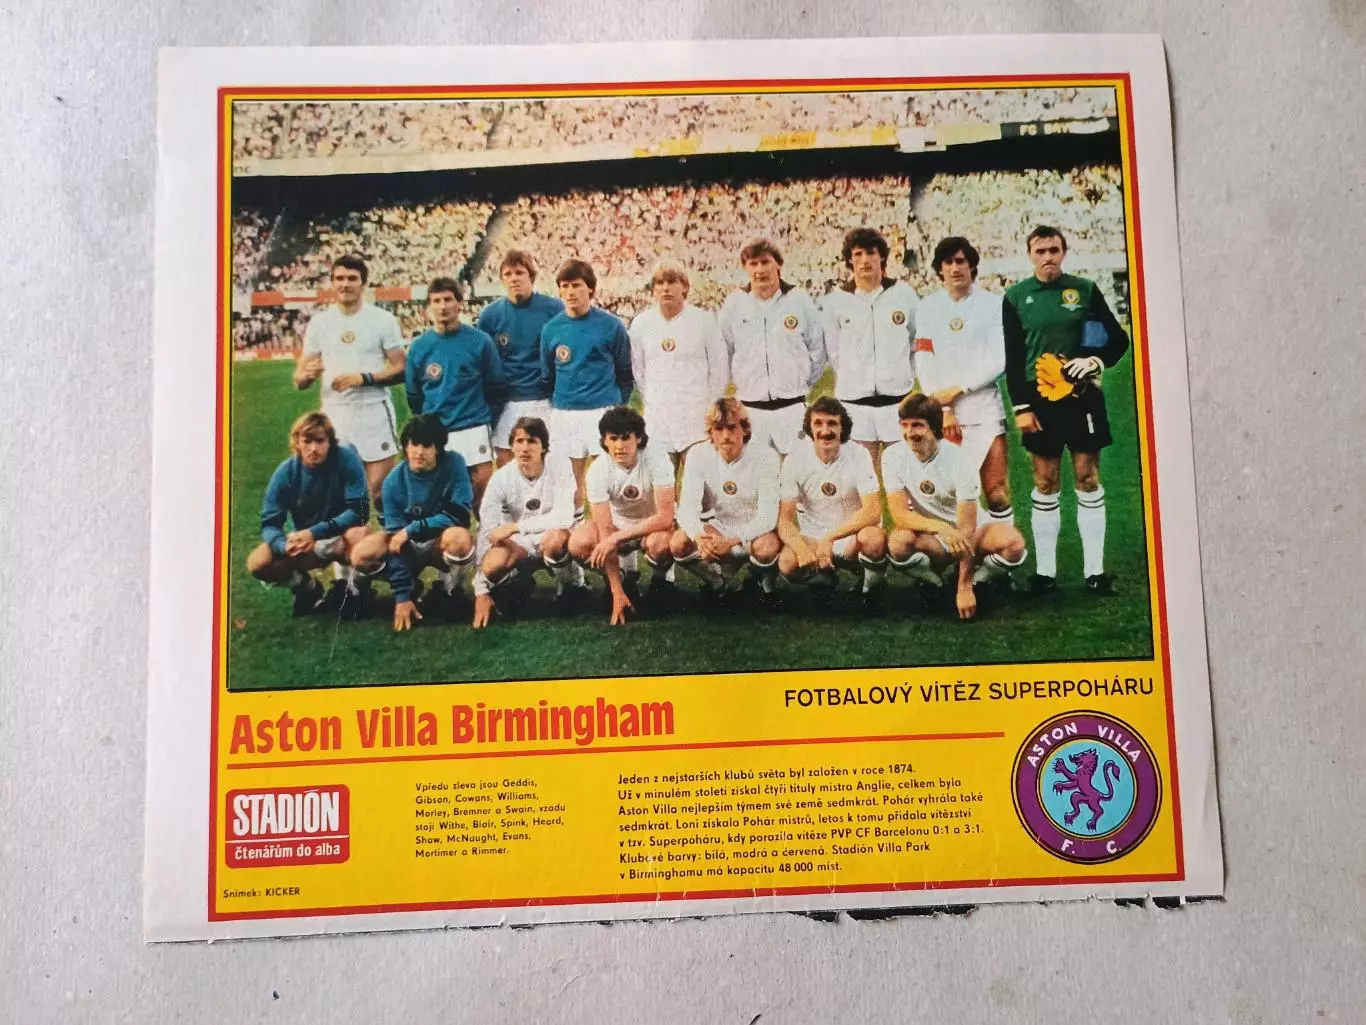 FC BAY
Aston Villa Birmingham
FOTBALOVÝ VÍTĚZ SUPERPOHÁRU
STADIÓN
čtenářům do alba
Snímek: KICKER
Vpředu zleva jsou Geddis,
Gibson, Cowans, Williams,
Morley, Bremner a Swain, vzadu
stojí Withe, Blair, Spink, Heard,
Shaw, McNaught, Evans,
Mortimer a Rimmer.
Jeden z nejstarších klubů světa byl založen v roce 1874.
Už v minulém století získal čtyři tituly mistra Anglie, celkem byla
Aston Villa nejlepším týmem své země sedmkrát. Pohár vyhrála také
sedmkrát. Loni získala Pohár mistrů, letos k tomu přidala vítězství
v tzv. Superpoháru, kdy porazila vítěze PVP CF Barcelonu 0:1 a 3:1.
Klubové barvy: bílá, modrá a červená. Stadión Villa Park
v Birminghamu má kapacitu 48 000 míst.
ASTON VILLA
F. C.